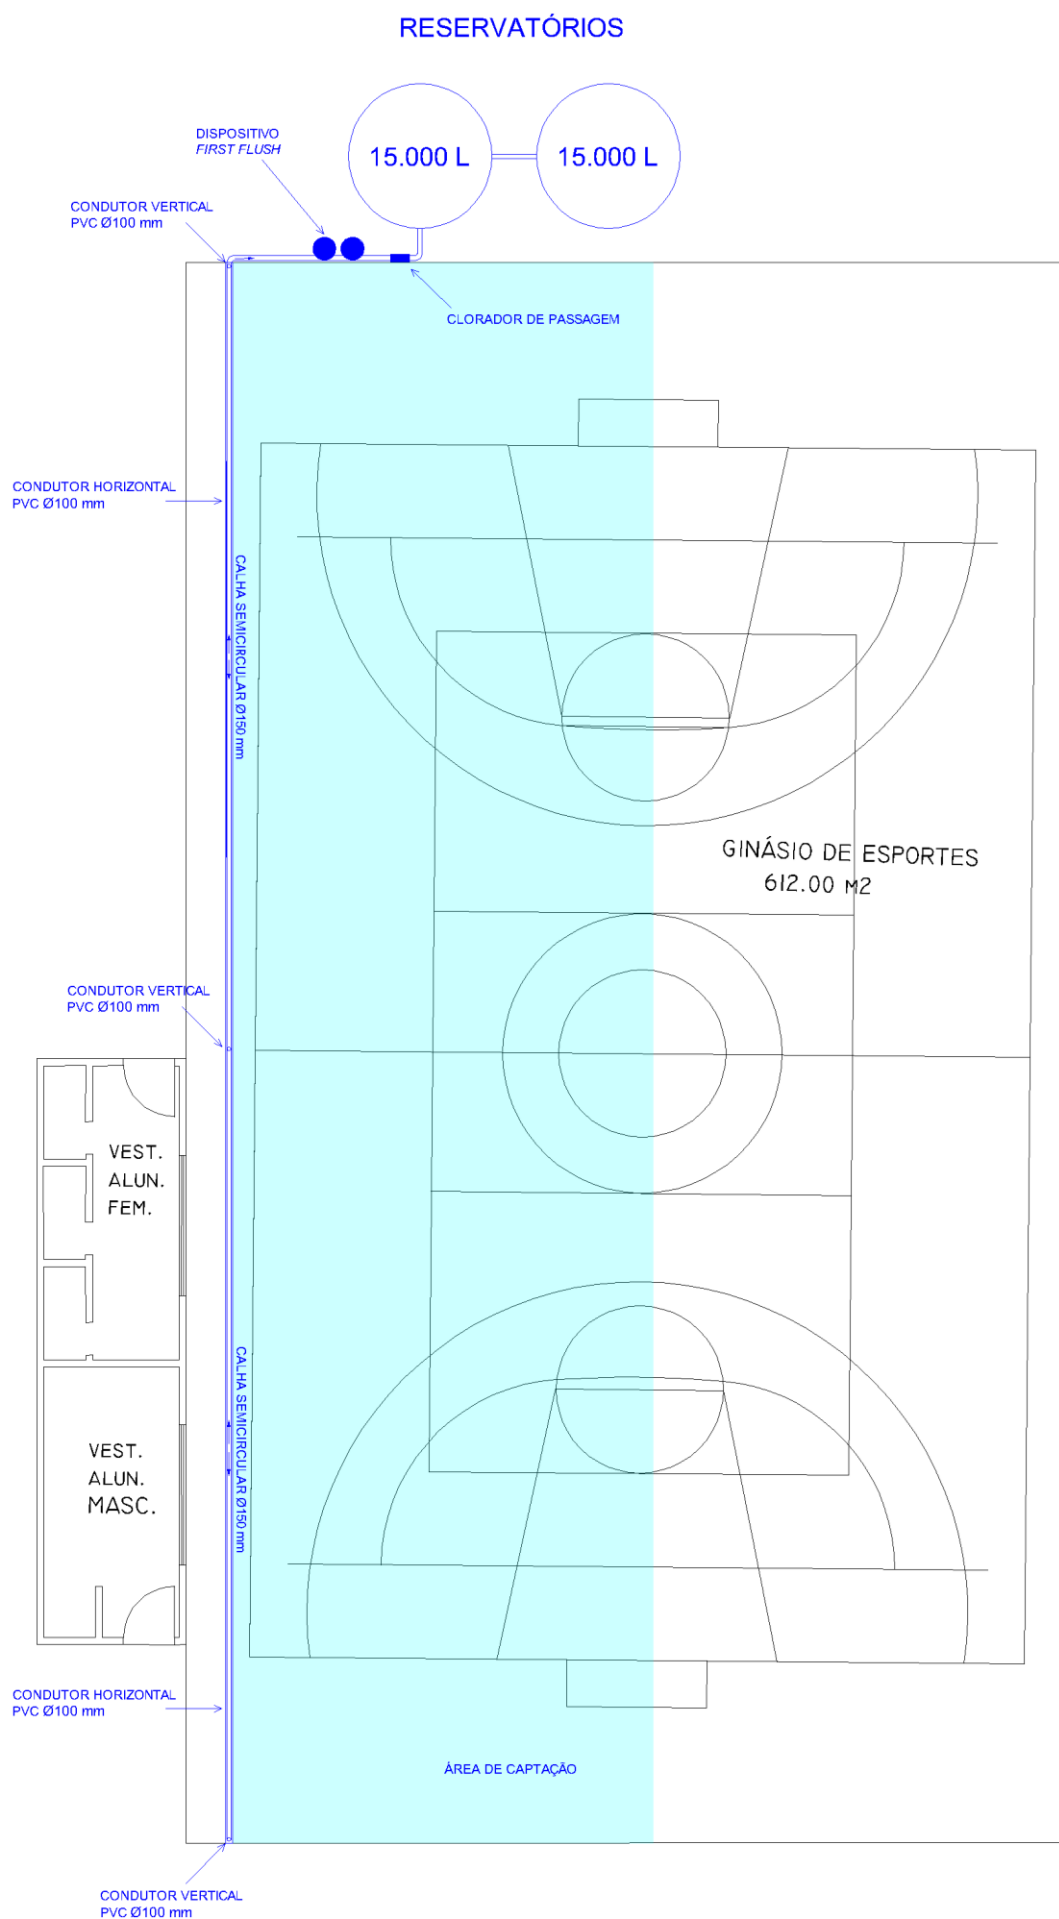 RESERVATÓRIOS
15.000 L
15.000 L
DISPOSITIVO
FIRST FLUSH
CONDUTOR VERTICAL
PVC Ø100 mm
CLORADOR DE PASSAGEM
CONDUTOR HORIZONTAL
PVC Ø100 mm
CALHA SEMICIRCULAR Ø150 mm
GINÁSIO DE ESPORTES
612.00 M2
CONDUTOR VERTICAL
PVC Ø100 mm
VEST.
ALUN.
FEM.
CALHA SEMICIRCULAR Ø150 mm
VEST.
ALUN.
MASC.
CONDUTOR HORIZONTAL
PVC Ø100 mm
ÁREA DE CAPTAÇÃO
CONDUTOR VERTICAL
PVC Ø100 mm